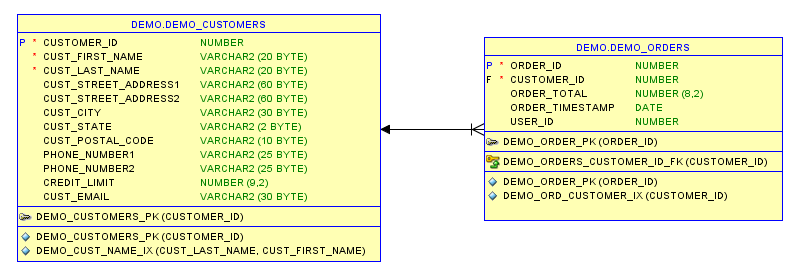 DEMO.DEMO_CUSTOMERS
P * CUSTOMER_ID NUMBER
* CUST_FIRST_NAME VARCHAR2 (20 BYTE)
* CUST_LAST_NAME VARCHAR2 (20 BYTE)
CUST_STREET_ADDRESS1 VARCHAR2 (60 BYTE)
CUST_STREET_ADDRESS2 VARCHAR2 (60 BYTE)
CUST_CITY VARCHAR2 (30 BYTE)
CUST_STATE VARCHAR2 (2 BYTE)
CUST_POSTAL_CODE VARCHAR2 (10 BYTE)
PHONE_NUMBER1 VARCHAR2 (25 BYTE)
PHONE_NUMBER2 VARCHAR2 (25 BYTE)
CREDIT_LIMIT NUMBER (9,2)
CUST_EMAIL VARCHAR2 (30 BYTE)
DEMO_CUSTOMERS_PK (CUSTOMER_ID)
DEMO_CUSTOMERS_PK (CUSTOMER_ID)
DEMO_CUST_NAME_IX (CUST_LAST_NAME, CUST_FIRST_NAME)
DEMO.DEMO_ORDERS
P * ORDER_ID NUMBER
F * CUSTOMER_ID NUMBER
ORDER_TOTAL NUMBER (8,2)
ORDER_TIMESTAMP DATE
USER_ID NUMBER
DEMO_ORDER_PK (ORDER_ID)
DEMO_ORDERS_CUSTOMER_ID_FK (CUSTOMER_ID)
DEMO_ORDER_PK (ORDER_ID)
DEMO_ORD_CUSTOMER_IX (CUSTOMER_ID)